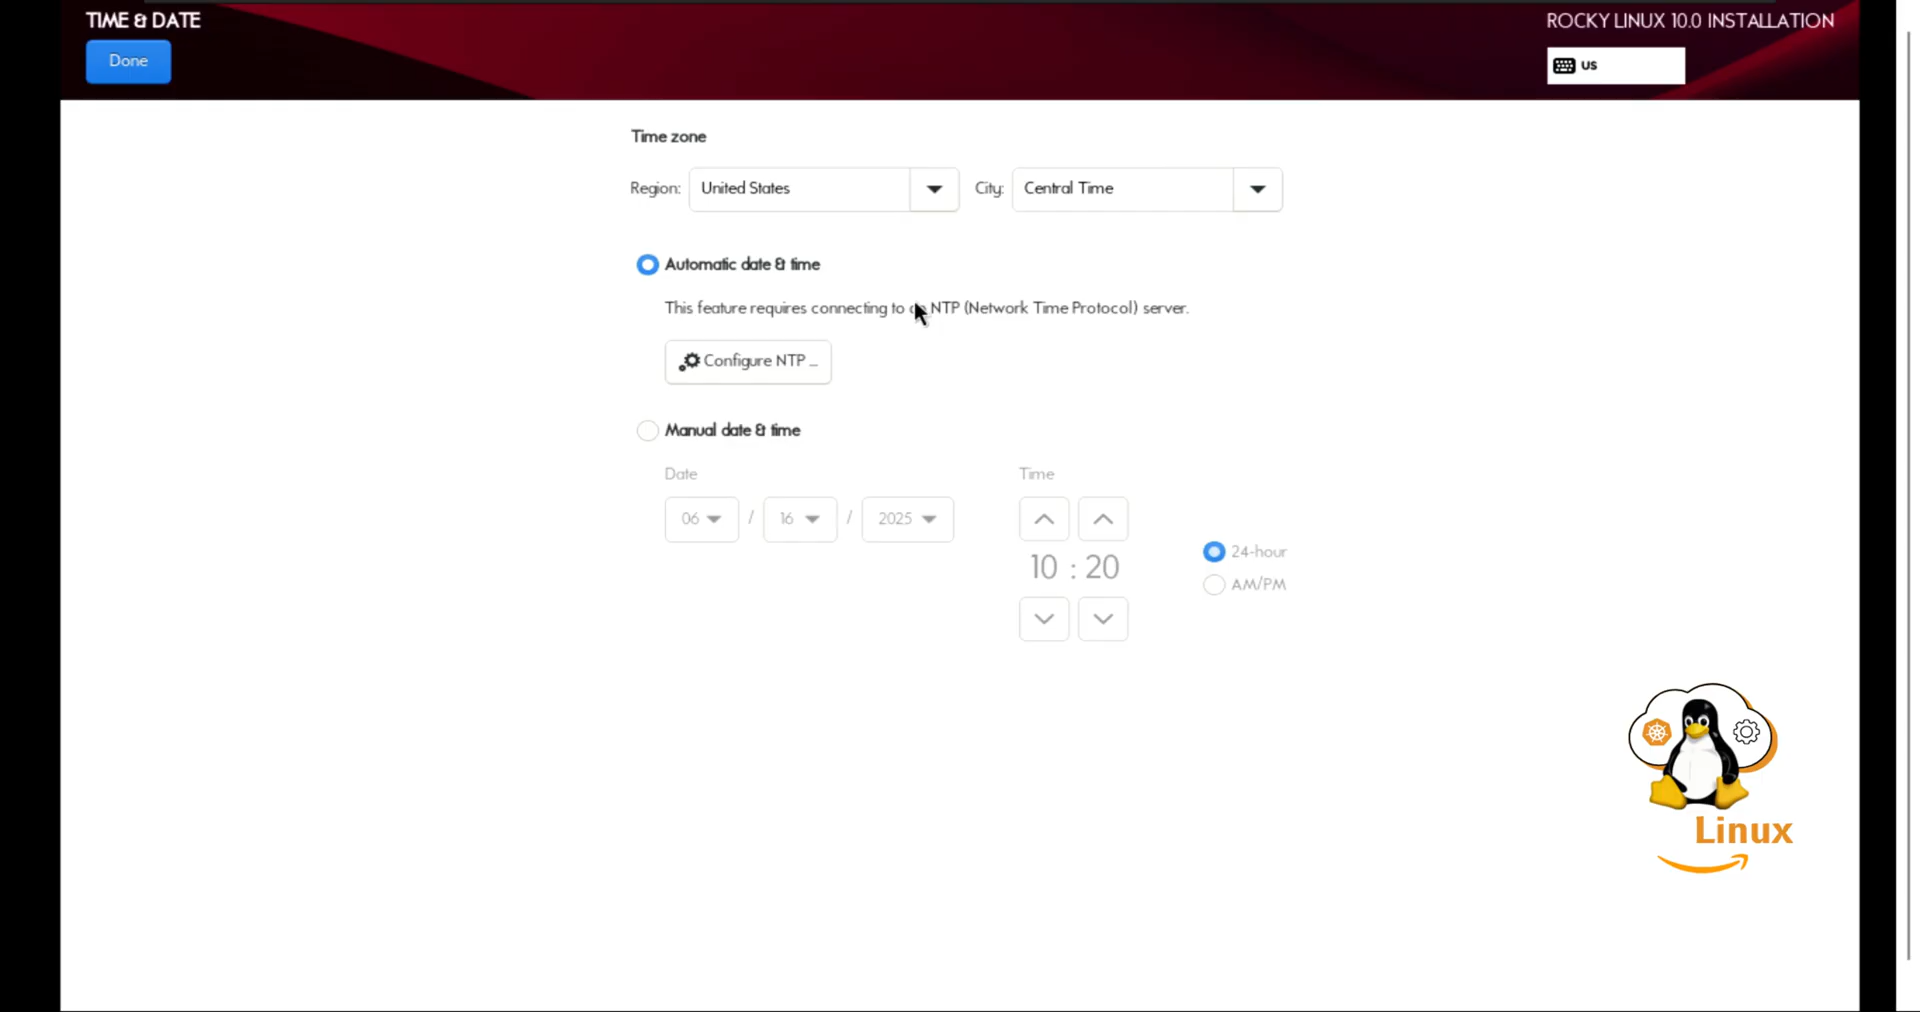 TIME & DATE
ROCKY LINUX 10.0 INSTALLATION
Done
us
Time zone
Region: United States City: Central Time
Automatic date & time
This feature requires connecting to NTP (Network Time Protocol) server.
Configure NTP ...
Manual date & time
Date Time
06 / 16 / 2025
10 : 20
24-hour
AM/PM
Linux